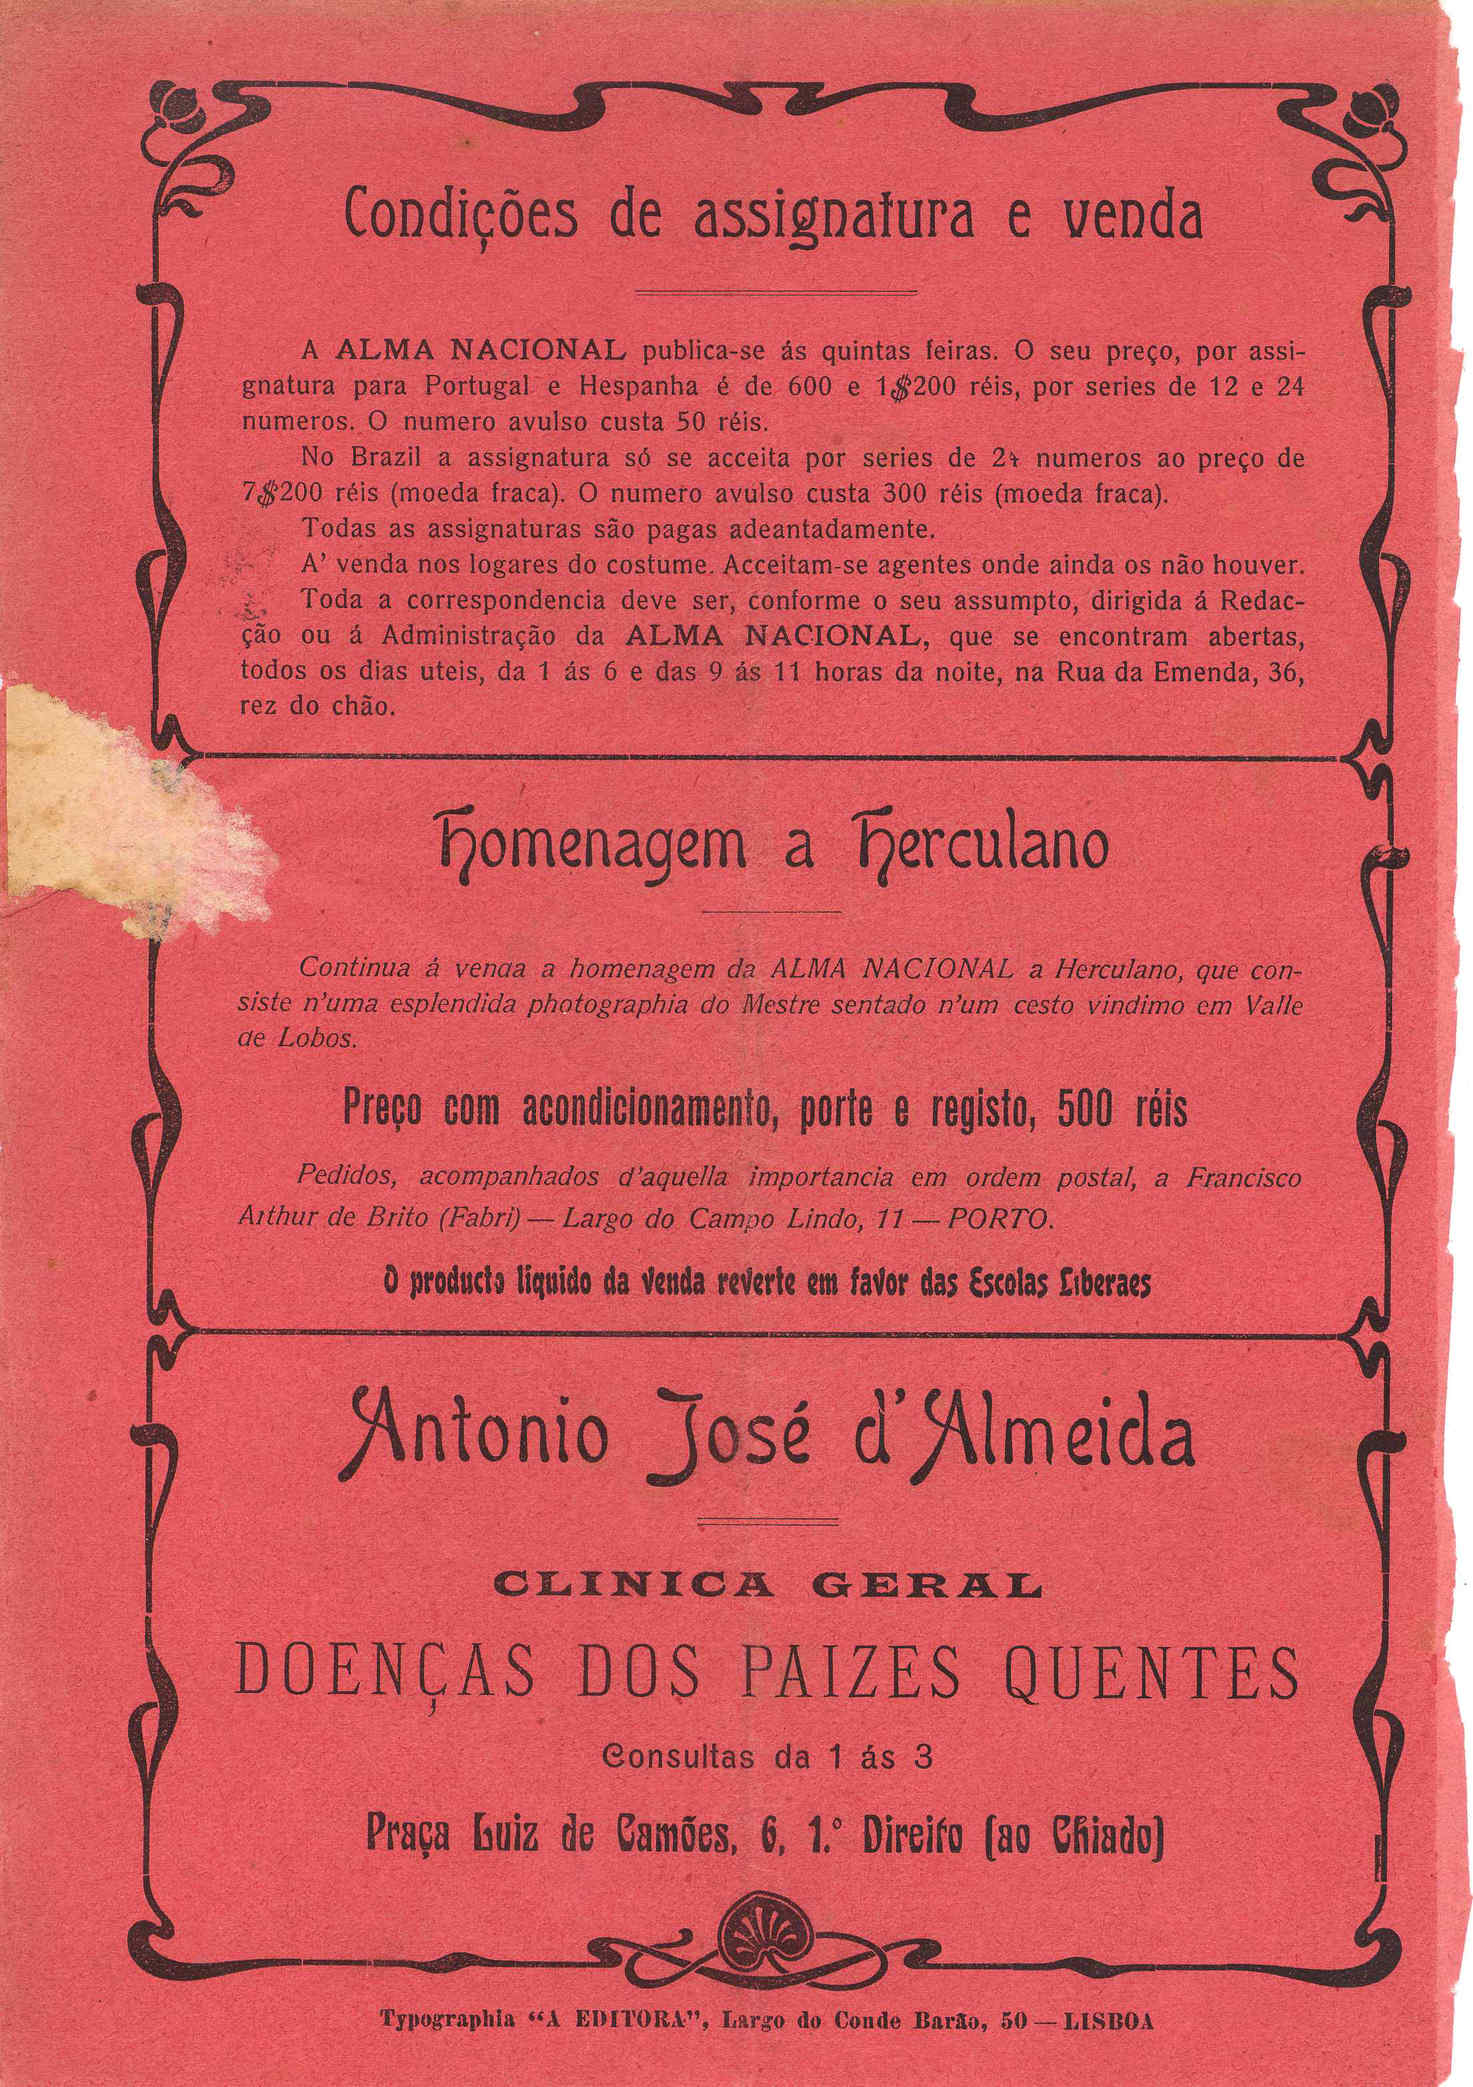 Condições de assignatura e venda
A ALMA NACIONAL publica-se ás quintas feiras. O seu preço, por assi-
gnatura para Portugal e Hespanha é de 600 e 1$200 réis, por series de 12 e 24
numeros. O numero avulso custa 50 réis.
No Brazil a assignatura só se acceita por series de 24 numeros ao preço de
7$200 réis (moeda fraca). O numero avulso custa 300 réis (moeda fraca).
Todas as assignaturas são pagas adeantadamente.
A' venda nos logares do costume. Acceitam-se agentes onde ainda os não houver.
Toda a correspondencia deve ser, conforme o seu assumpto, dirigida á Redac-
ção ou á Administração da ALMA NACIONAL, que se encontram abertas,
todos os dias uteis, da 1 ás 6 e das 9 ás 11 horas da noite, na Rua da Emenda, 36,
rez do chão.
Homenagem a Herculano
Continua á venda a homenagem da ALMA NACIONAL a Herculano, que con-
siste n'uma esplendida photographia do Mestre sentado n'um cesto vindimo em Valle
de Lobos.
Preço com acondicionamento, porte e registo, 500 réis
Pedidos, acompanhados d'aquella importancia em ordem postal, a Francisco
Arthur de Brito (Fabri) — Largo do Campo Lindo, 11 — PORTO.
O producto liquido da venda reverte em favor das Escolas Liberaes
Antonio José d'Almeida
CLINICA GERAL
DOENÇAS DOS PAIZES QUENTES
Consultas da 1 ás 3
Praça Luiz de Camões, 6, 1.º Direito (ao Chiado)
Typographia “A EDITORA”, Largo do Conde Barão, 50 — LISBOA